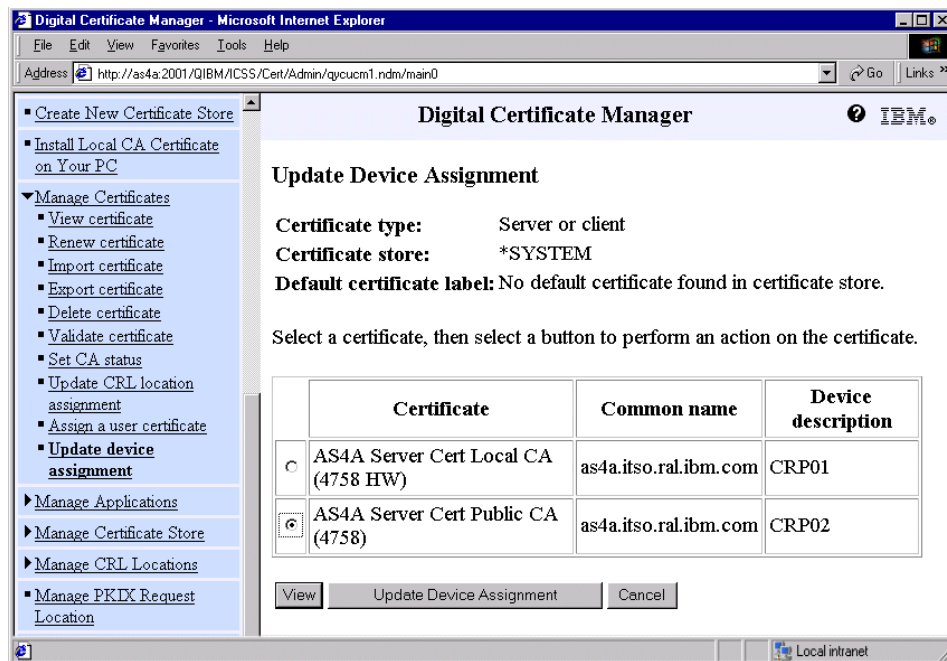 Digital Certificate Manager - Microsoft Internet Explorer
File Edit View Favorites Tools Help
Address http://as4a:2001/QIBM/ICSS/Cert/Admin/qycucm1.ndm/main0 Go Links »
Create New Certificate Store
Install Local CA Certificate
on Your PC
Manage Certificates
View certificate
Renew certificate
Import certificate
Export certificate
Delete certificate
Validate certificate
Set CA status
Update CRL location
assignment
Assign a user certificate
Update device
assignment
Manage Applications
Manage Certificate Store
Manage CRL Locations
Manage PKIX Request
Location
Digital Certificate Manager ? IBM®
Update Device Assignment
Certificate type: Server or client
Certificate store: *SYSTEM
Default certificate label: No default certificate found in certificate store.
Select a certificate, then select a button to perform an action on the certificate.
Certificate Common name Device description
AS4A Server Cert Local CA
(4758 HW) as4a.itso.ral.ibm.com CRP01
AS4A Server Cert Public CA
(4758) as4a.itso.ral.ibm.com CRP02
View Update Device Assignment Cancel
Local intranet